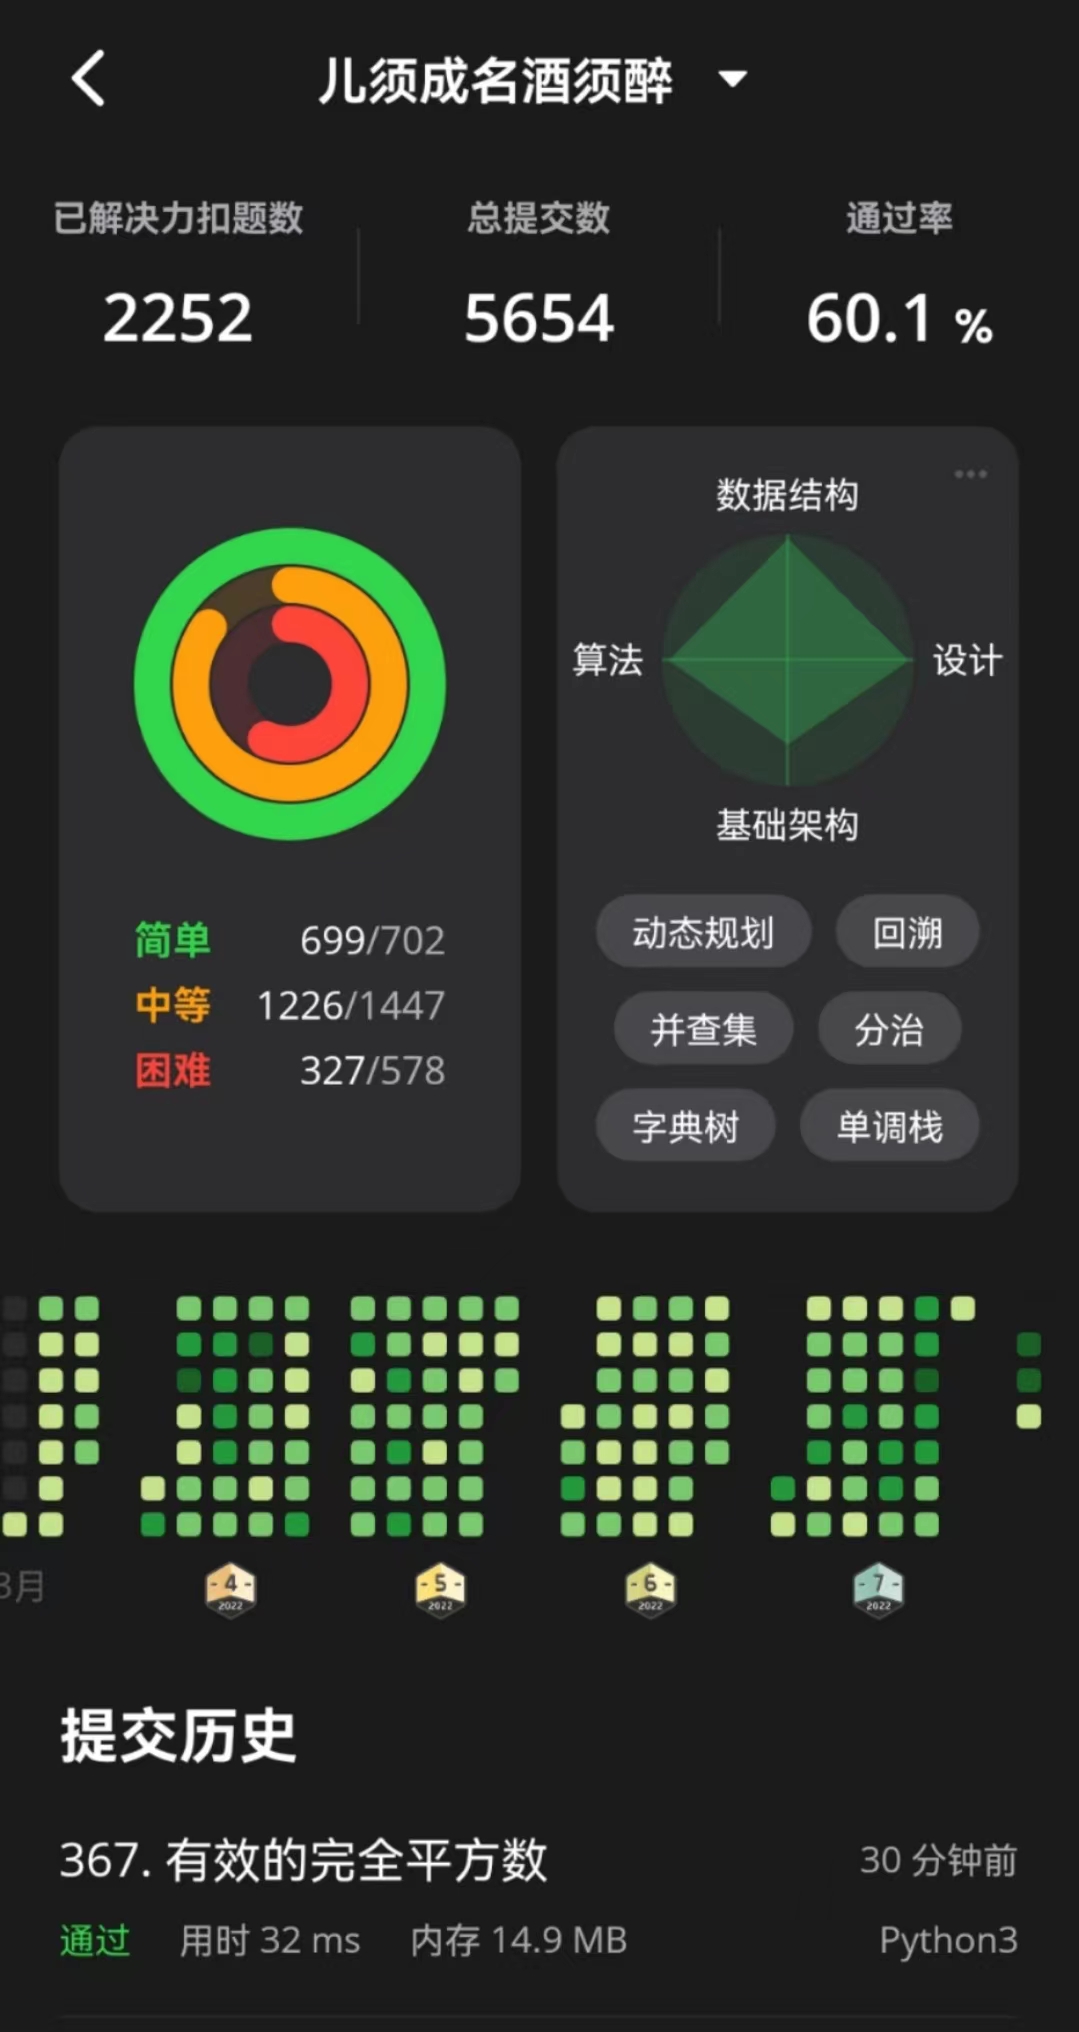 儿须成名酒须醉
已解决力扣题数 总提交数 通过率
2252 5654 60.1 %
简单 699/702
中等 1226/1447
困难 327/578
数据结构
算法 设计
基础架构
动态规划 回溯
并查集 分治
字典树 单调栈
3月 4 5 6 7
2022 2022 2022 2022
提交历史
367. 有效的完全平方数 30 分钟前
通过 用时 32 ms 内存 14.9 MB Python3